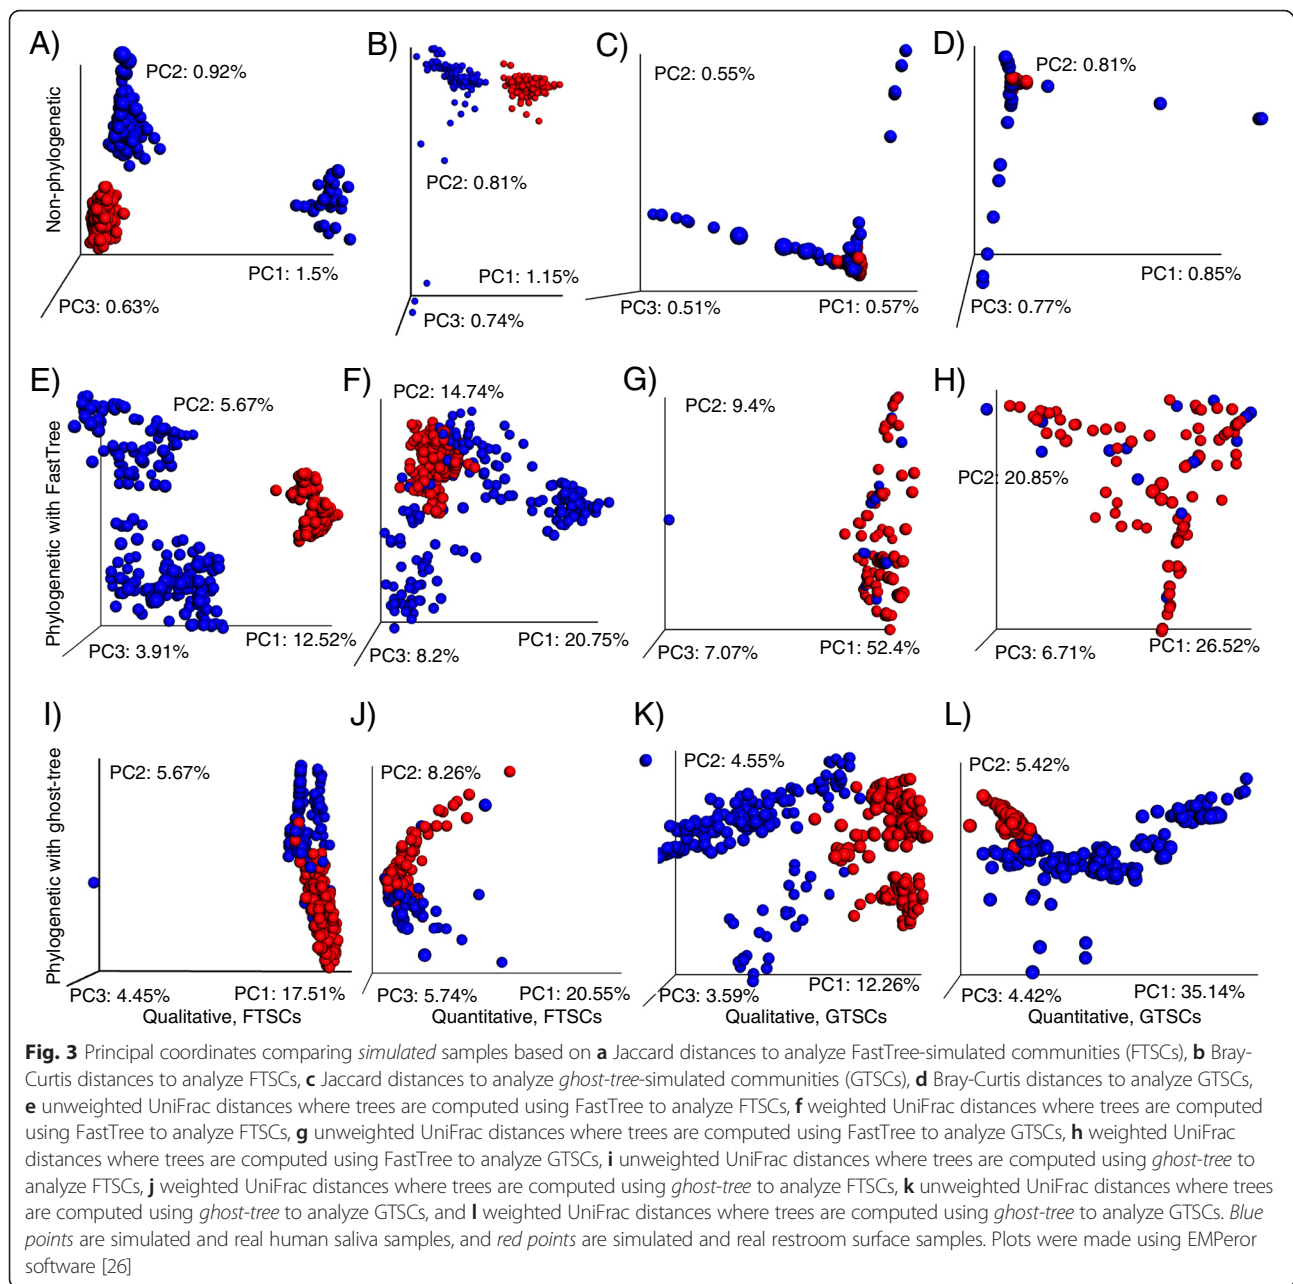 A)
B)
C)
D)
Non-phylogenetic
PC2: 0.92%
PC1: 1.5%
PC3: 0.63%
PC2: 0.81%
PC1: 1.15%
PC3: 0.74%
PC2: 0.55%
PC3: 0.51%
PC1: 0.57%
PC2: 0.81%
PC1: 0.85%
PC3: 0.77%
E)
F)
G)
H)
Phylogenetic with FastTree
PC2: 5.67%
PC1: 12.52%
PC3: 3.91%
PC2: 14.74%
PC1: 20.75%
PC3: 8.2%
PC2: 9.4%
PC3: 7.07%
PC1: 52.4%
PC2: 20.85%
PC3: 6.71%
PC1: 26.52%
I)
J)
K)
L)
Phylogenetic with ghost-tree
PC2: 5.67%
PC3: 4.45%
PC1: 17.51%
Qualitative, FTSCs
PC2: 8.26%
PC3: 5.74%
PC1: 20.55%
Quantitative, FTSCs
PC2: 4.55%
PC3: 3.59%
PC1: 12.26%
Qualitative, GTSCs
PC2: 5.42%
PC3: 4.42%
PC1: 35.14%
Quantitative, GTSCs
Fig. 3 Principal coordinates comparing simulated samples based on a Jaccard distances to analyze FastTree-simulated communities (FTSCs), b Bray-
Curtis distances to analyze FTSCs, c Jaccard distances to analyze ghost-tree-simulated communities (GTSCs), d Bray-Curtis distances to analyze GTSCs,
e unweighted UniFrac distances where trees are computed using FastTree to analyze FTSCs, f weighted UniFrac distances where trees are computed
using FastTree to analyze FTSCs, g unweighted UniFrac distances where trees are computed using FastTree to analyze GTSCs, h weighted UniFrac
distances where trees are computed using FastTree to analyze GTSCs, i unweighted UniFrac distances where trees are computed using ghost-tree to
analyze FTSCs, j weighted UniFrac distances where trees are computed using ghost-tree to analyze FTSCs, k unweighted UniFrac distances where trees
are computed using ghost-tree to analyze GTSCs, and l weighted UniFrac distances where trees are computed using ghost-tree to analyze GTSCs. Blue
points are simulated and real human saliva samples, and red points are simulated and real restroom surface samples. Plots were made using EMPeror
software [26]